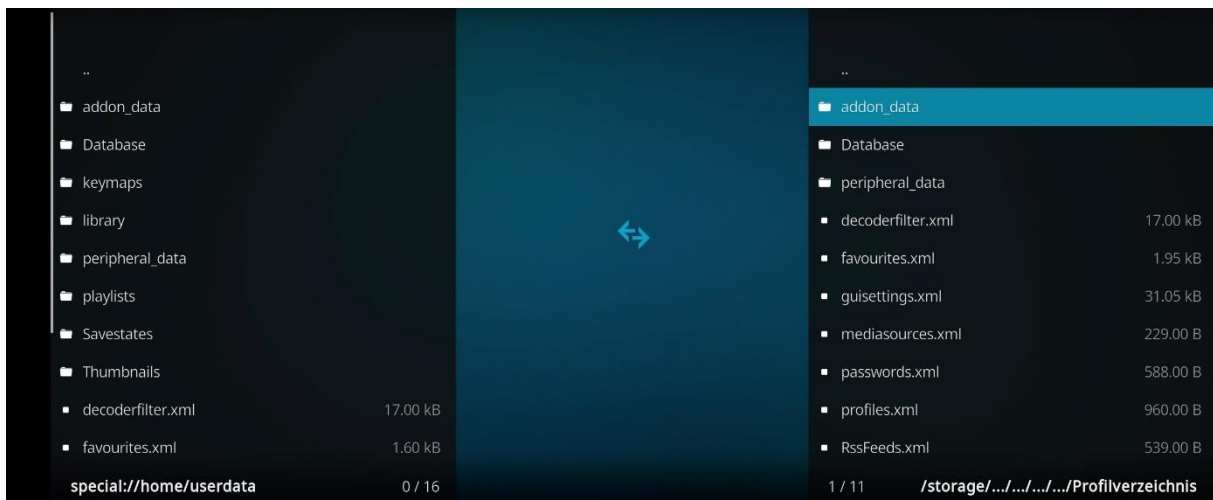 ..
addon_data
Database
keymaps
library
peripheral_data
playlists
Savestates
Thumbnails
decoderfilter.xml 17.00 kB
favourites.xml 1.60 kB
special://home/userdata 0 / 16
..
addon_data
Database
peripheral_data
decoderfilter.xml 17.00 kB
favourites.xml 1.95 kB
guisettings.xml 31.05 kB
mediasources.xml 229.00 B
passwords.xml 588.00 B
profiles.xml 960.00 B
RssFeeds.xml 539.00 B
1 / 11 /storage/.../.../.../.../Profilverzeichnis